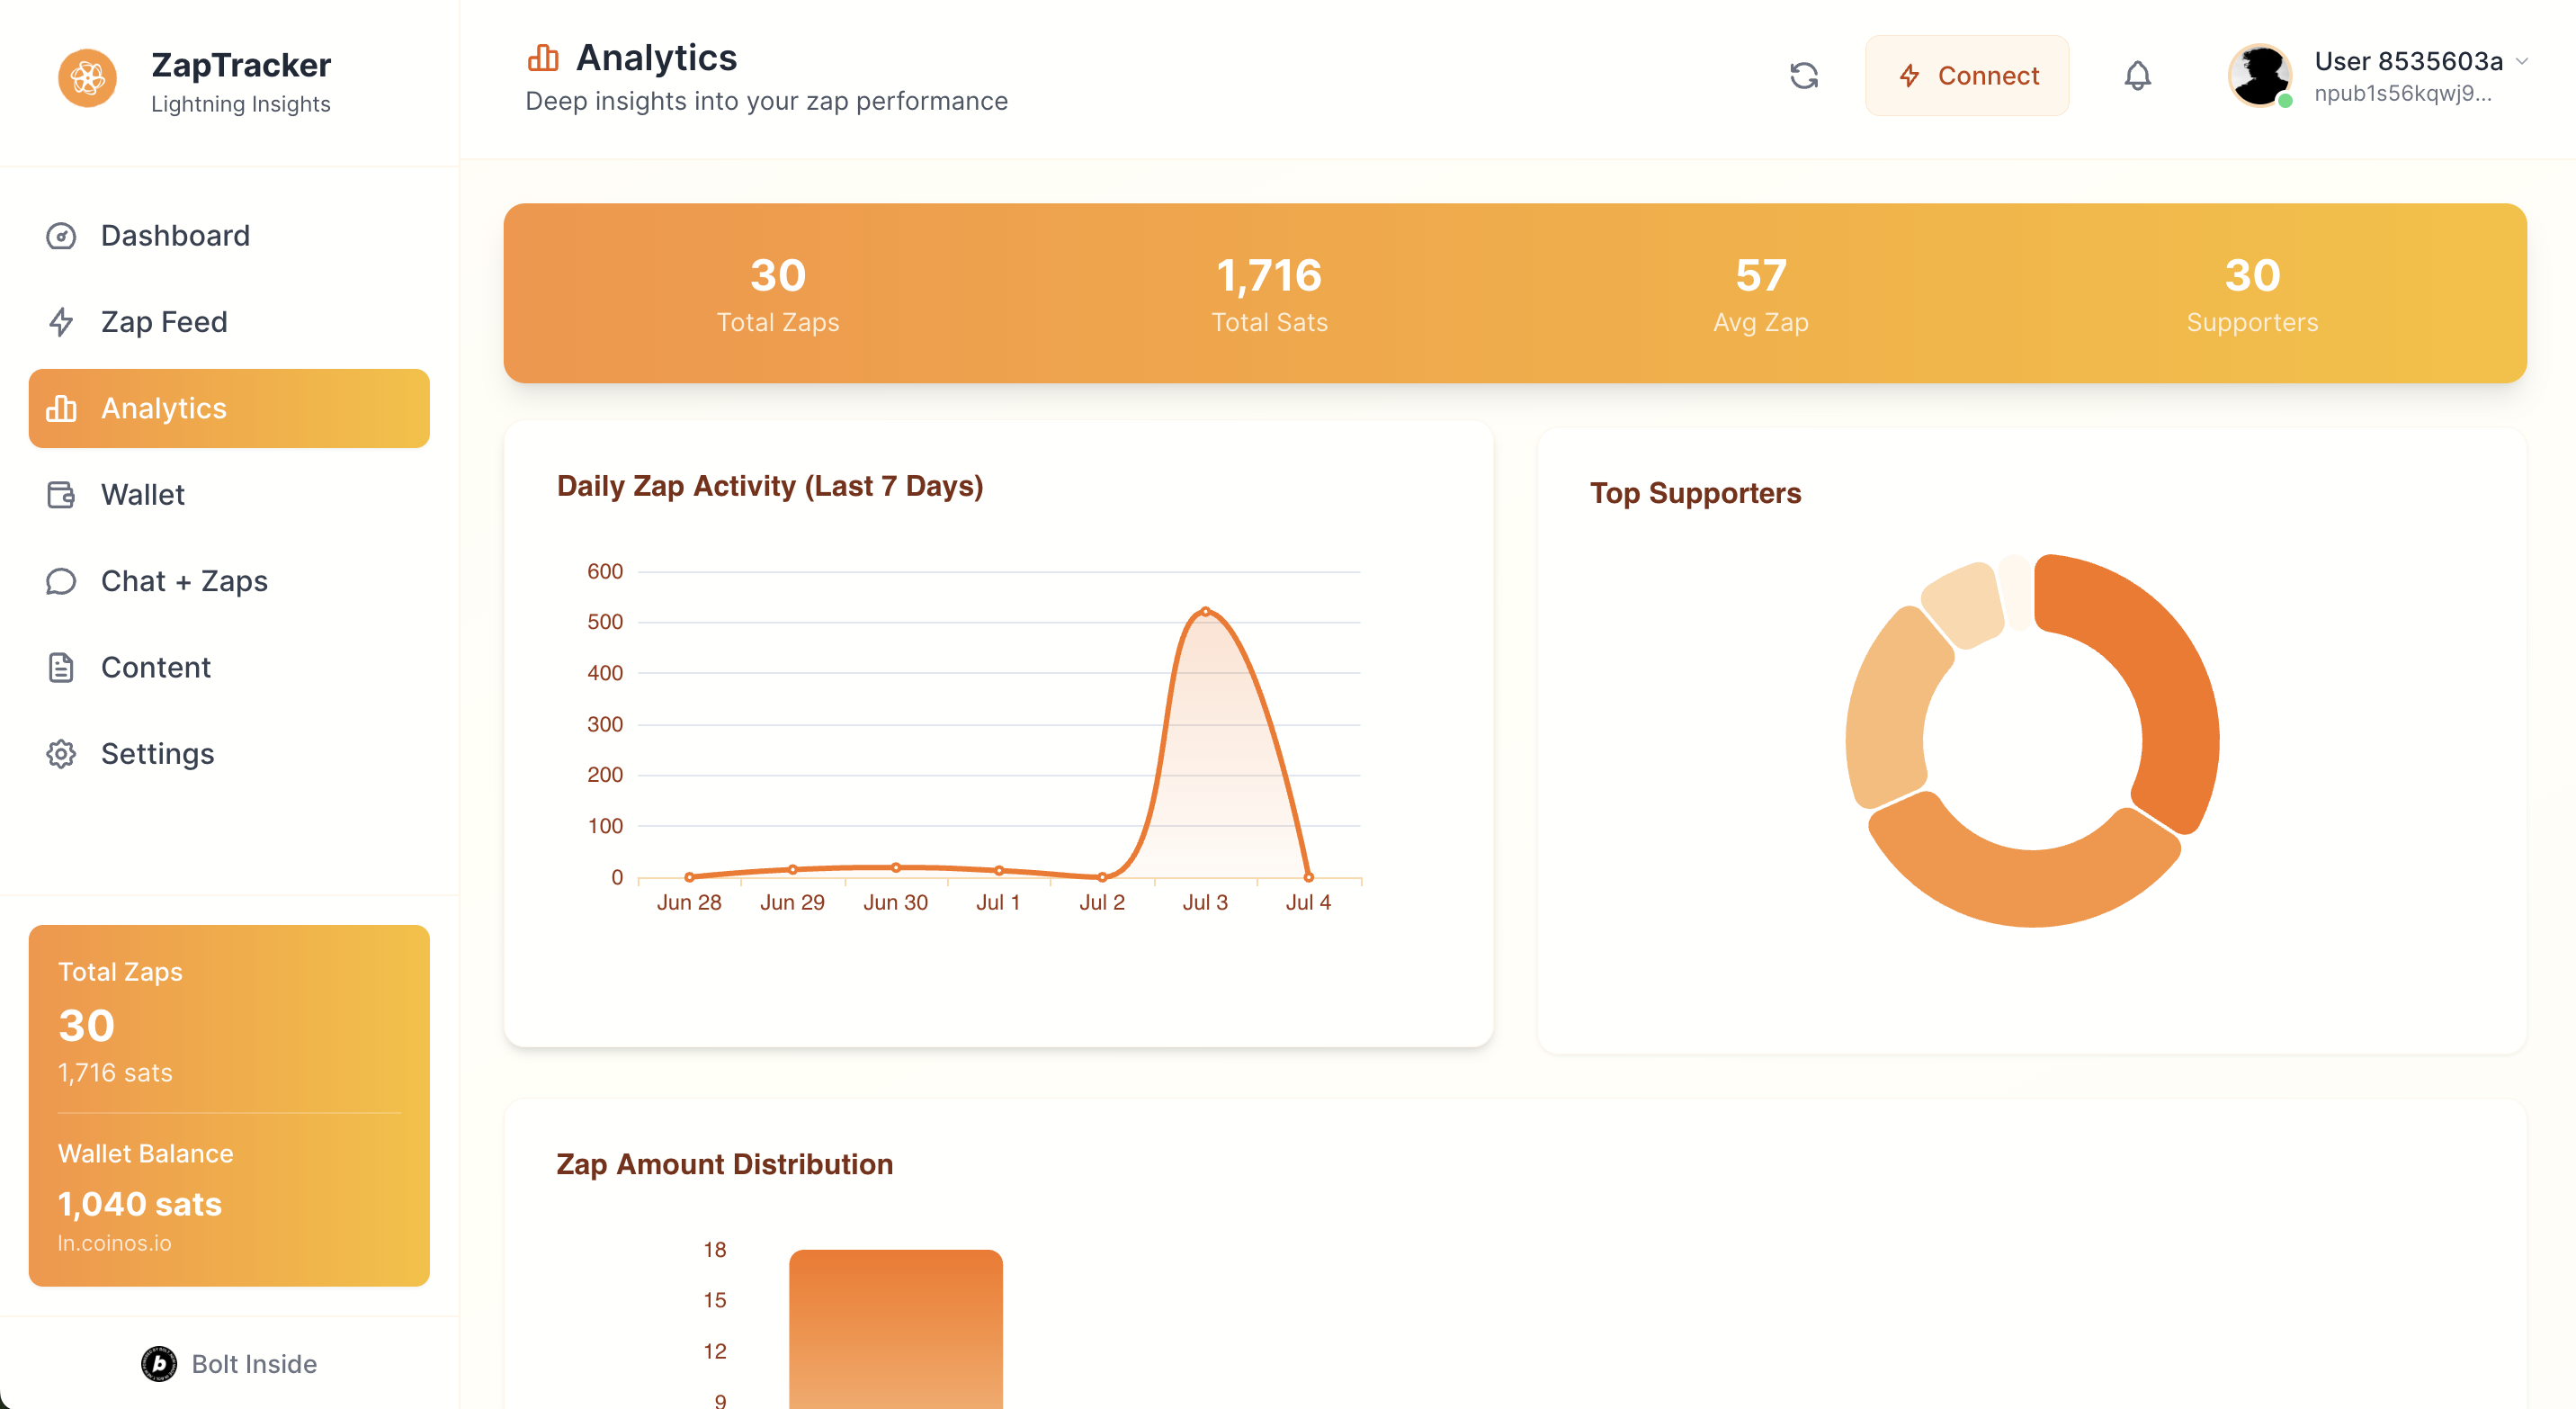 ZapTracker
Lightning Insights
Dashboard
Zap Feed
Analytics
Wallet
Chat + Zaps
Content
Settings
Total Zaps
30
1,716 sats
Wallet Balance
1,040 sats
ln.coinos.io
Bolt Inside
Analytics
Deep insights into your zap performance
Connect
User 8535603a
npub1s56kqwj9...
30
Total Zaps
1,716
Total Sats
57
Avg Zap
30
Supporters
Daily Zap Activity (Last 7 Days)
600
500
400
300
200
100
0
Jun 28 Jun 29 Jun 30 Jul 1 Jul 2 Jul 3 Jul 4
Top Supporters
Zap Amount Distribution
18
15
12
9